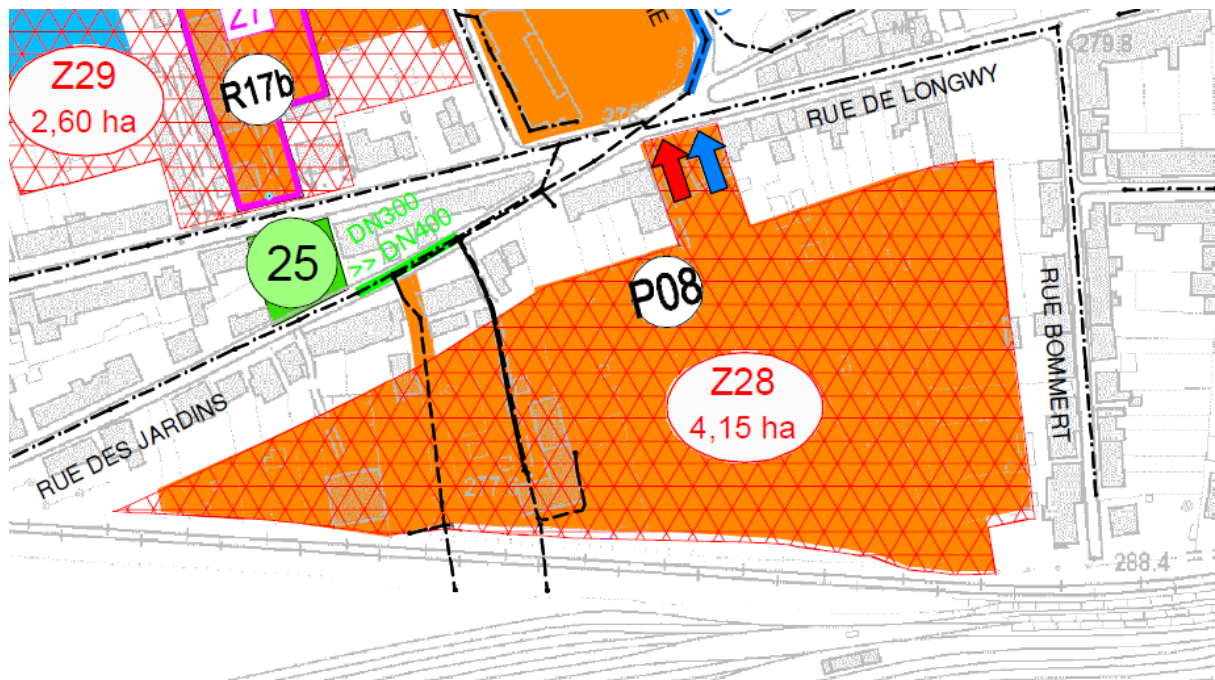 27
Z29
2,60 ha
R17b
279.8
RUE DE LONGWY
DN300
>> DN400
25
P08
RUE BOMMERT
Z28
4,15 ha
RUE DES JARDINS
288.4